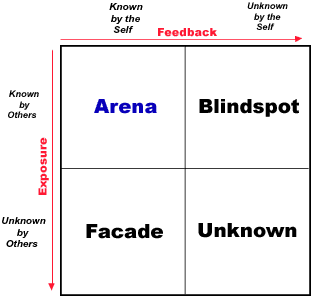 Known
by the
Self
Unknown
by the
Self
Feedback
Known
by
Others
Arena
Blindspot
Exposure
Unknown
by
Others
Facade
Unknown